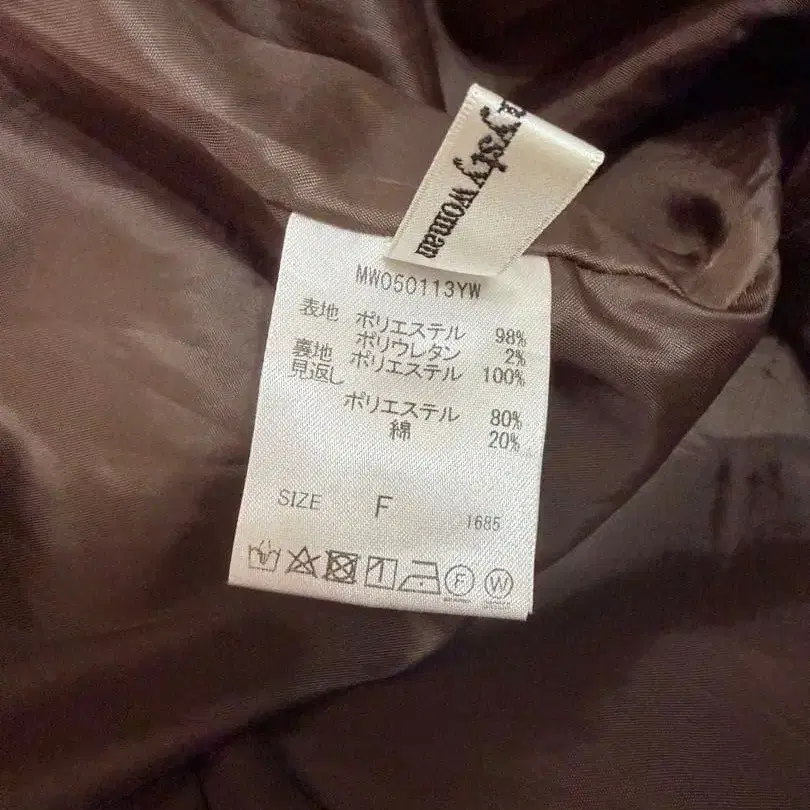 ysty woman
MW050113YW
表地 ポリエステル 98%
ポリウレタン 2%
裏地 ポリエステル 100%
見返し
ポリエステル 80%
綿 20%
SIZE F 1685
F W